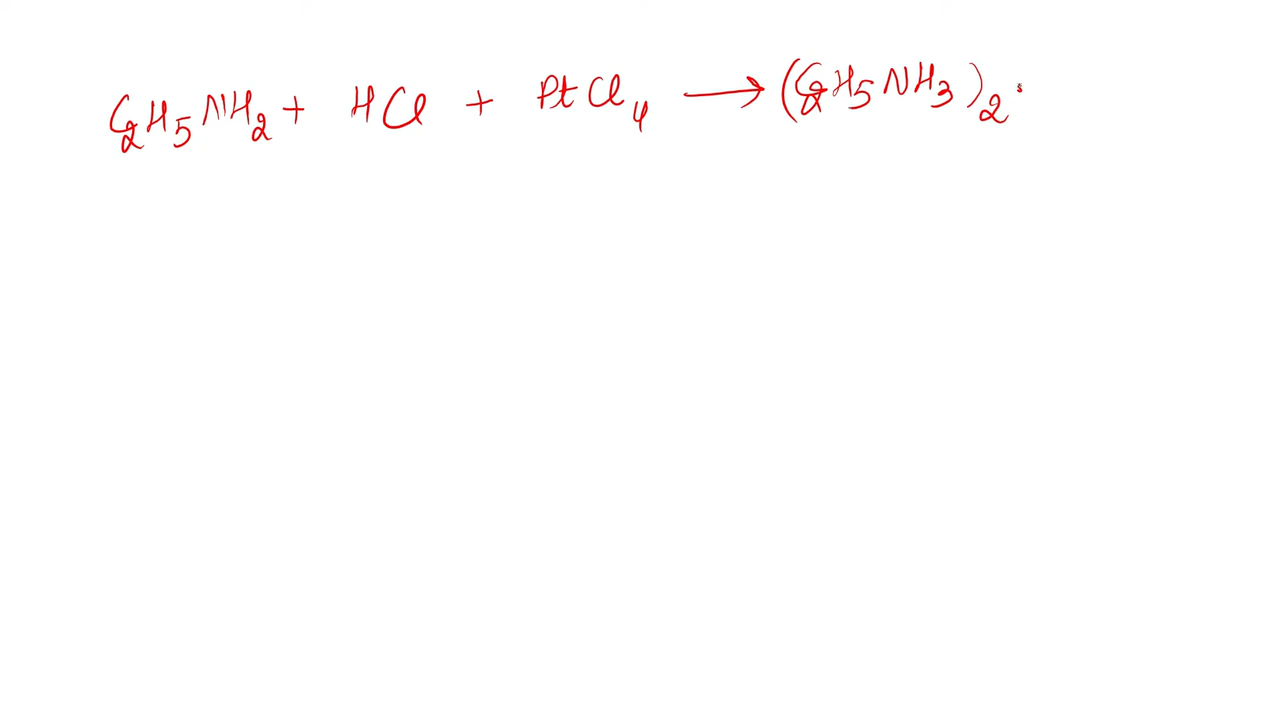 C2H5NH2 + HCl + PtCl4 → (C2H5NH3)2